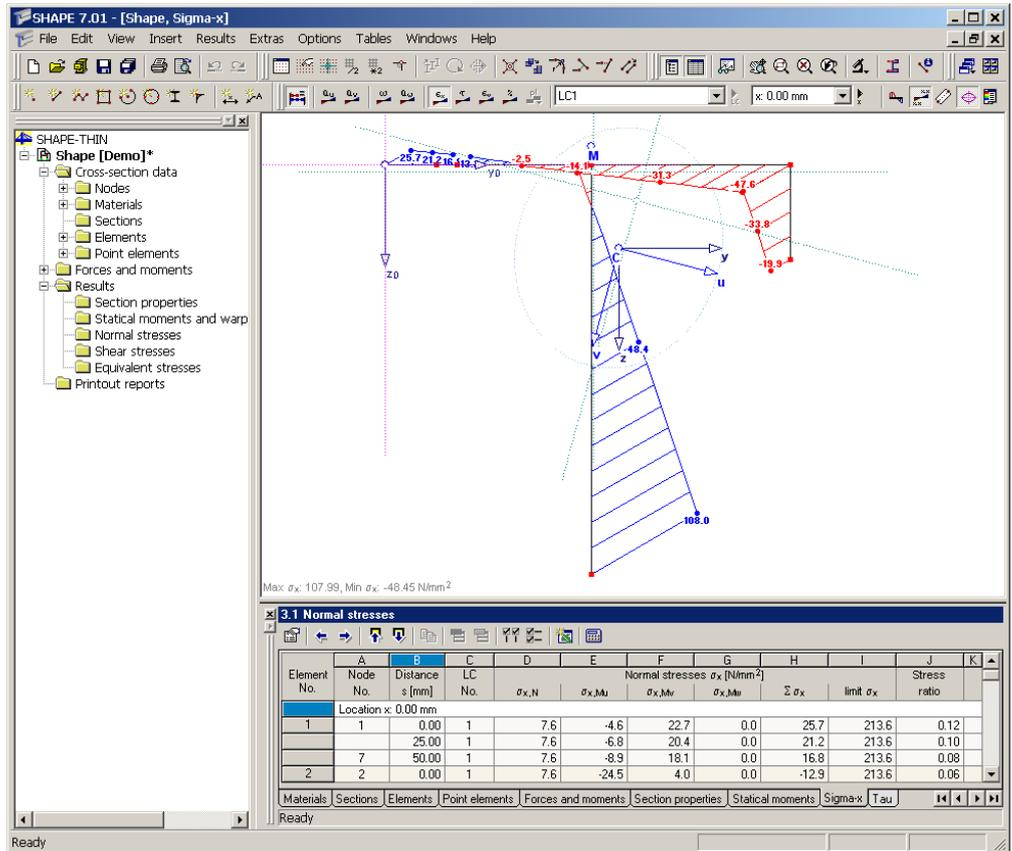 SHAPE 7.01 - [Shape, Sigma-x]
File Edit View Insert Results Extras Options Tables Windows Help
LC1 x: 0.00 mm
SHAPE-THIN
Shape [Demo]*
Cross-section data
Nodes
Materials
Sections
Elements
Point elements
Forces and moments
Results
Section properties
Statical moments and warp
Normal stresses
Shear stresses
Equivalent stresses
Printout reports
25.7 21.2 -2.5
M
-14.1
-31.3
-47.6
y0
-33.8
-19.9
z0
C
y
u
v
z
-48.4
108.0
Max σx: 107.99, Min σx: -48.45 N/mm²
3.1 Normal stresses
A B C D E F G H I J K
Element Node Distance LC Normal stresses σx [N/mm²] Stress
No. No. s [mm] No. σx,N σx,Mu σx,Mv σx,Mw Σ σx limit σx ratio
Location x: 0.00 mm
1 1 0.00 1 7.6 -4.6 22.7 0.0 25.7 213.6 0.12
25.00 1 7.6 -6.8 20.4 0.0 21.2 213.6 0.10
7 50.00 1 7.6 -8.9 18.1 0.0 16.8 213.6 0.08
2 2 0.00 1 7.6 -24.5 4.0 0.0 -12.9 213.6 0.06
Materials Sections Elements Point elements Forces and moments Section properties Statical moments Sigma-x Tau
Ready
Ready